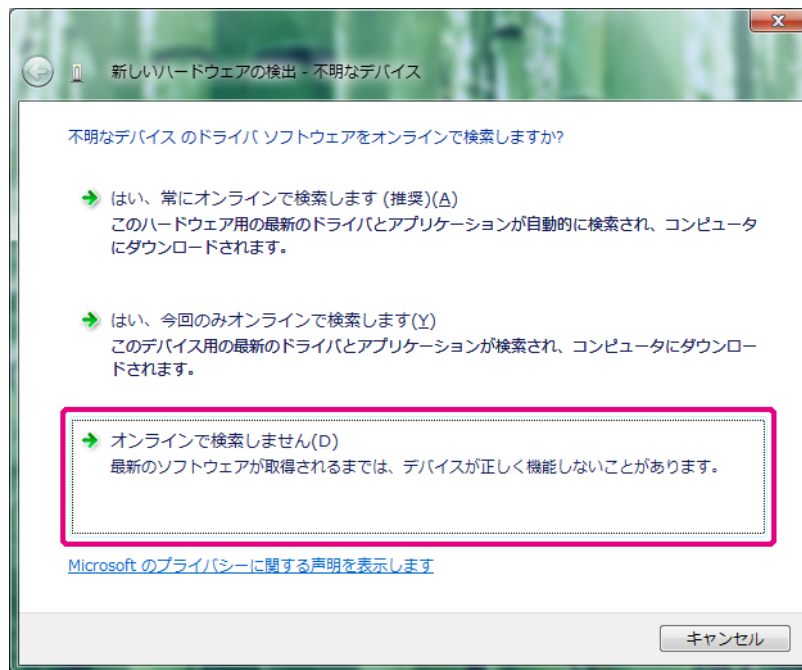 新しいハードウェアの検出 - 不明なデバイス
不明なデバイス のドライバ ソフトウェアをオンラインで検索しますか?
はい、常にオンラインで検索します (推奨)(A)
このハードウェア用の最新のドライバとアプリケーションが自動的に検索され、コンピュータ
にダウンロードされます。
はい、今回のみオンラインで検索します(Y)
このデバイス用の最新のドライバとアプリケーションが検索され、コンピュータにダウンロー
ドされます。
オンラインで検索しません(D)
最新のソフトウェアが取得されるまでは、デバイスが正しく機能しないことがあります。
Microsoft のプライバシーに関する声明を表示します
キャンセル